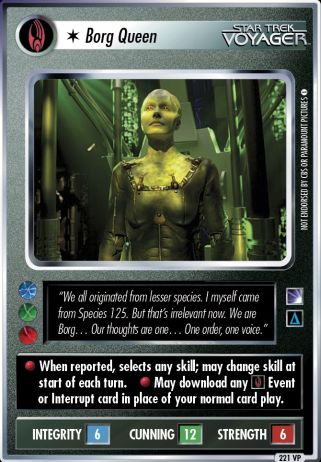 ✶ Borg Queen
STAR TREK
VOYAGER
NOT ENDORSED BY CBS OR PARAMOUNT PICTURES
“We all originated from lesser species. I myself came
from Species 125. But that’s irrelevant now. We are
Borg… Our thoughts are one… One order, one voice.”
• When reported, selects any skill; may change skill at
start of each turn. • May download any Event
or Interrupt card in place of your normal card play.
INTEGRITY 6 CUNNING 12 STRENGTH 6
221 VP